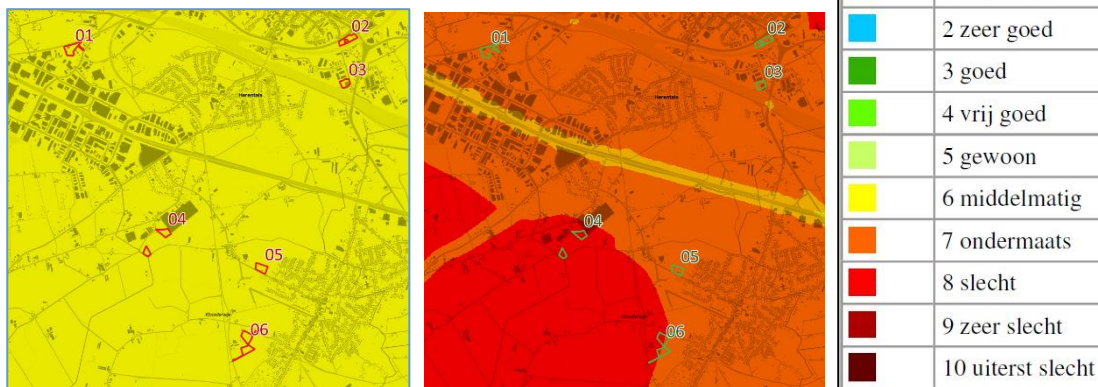 01
02
03
Herentals
04
05
06
01
02
03
Herentals
04
05
06
2 zeer goed
3 goed
4 vrij goed
5 gewoon
6 middelmatig
7 ondermaats
8 slecht
9 zeer slecht
10 uiterst slecht